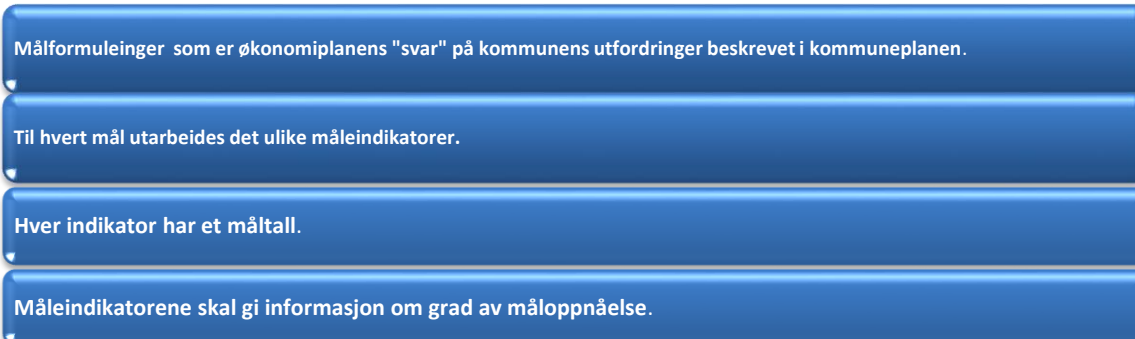 Målformuleinger  som er økonomiplanens "svar" på kommunens utfordringer beskrevet i kommuneplanen.
Til hvert mål utarbeides det ulike måleindikatorer.
Hver indikator har et måltall.
Måleindikatorene skal gi informasjon om grad av måloppnåelse.